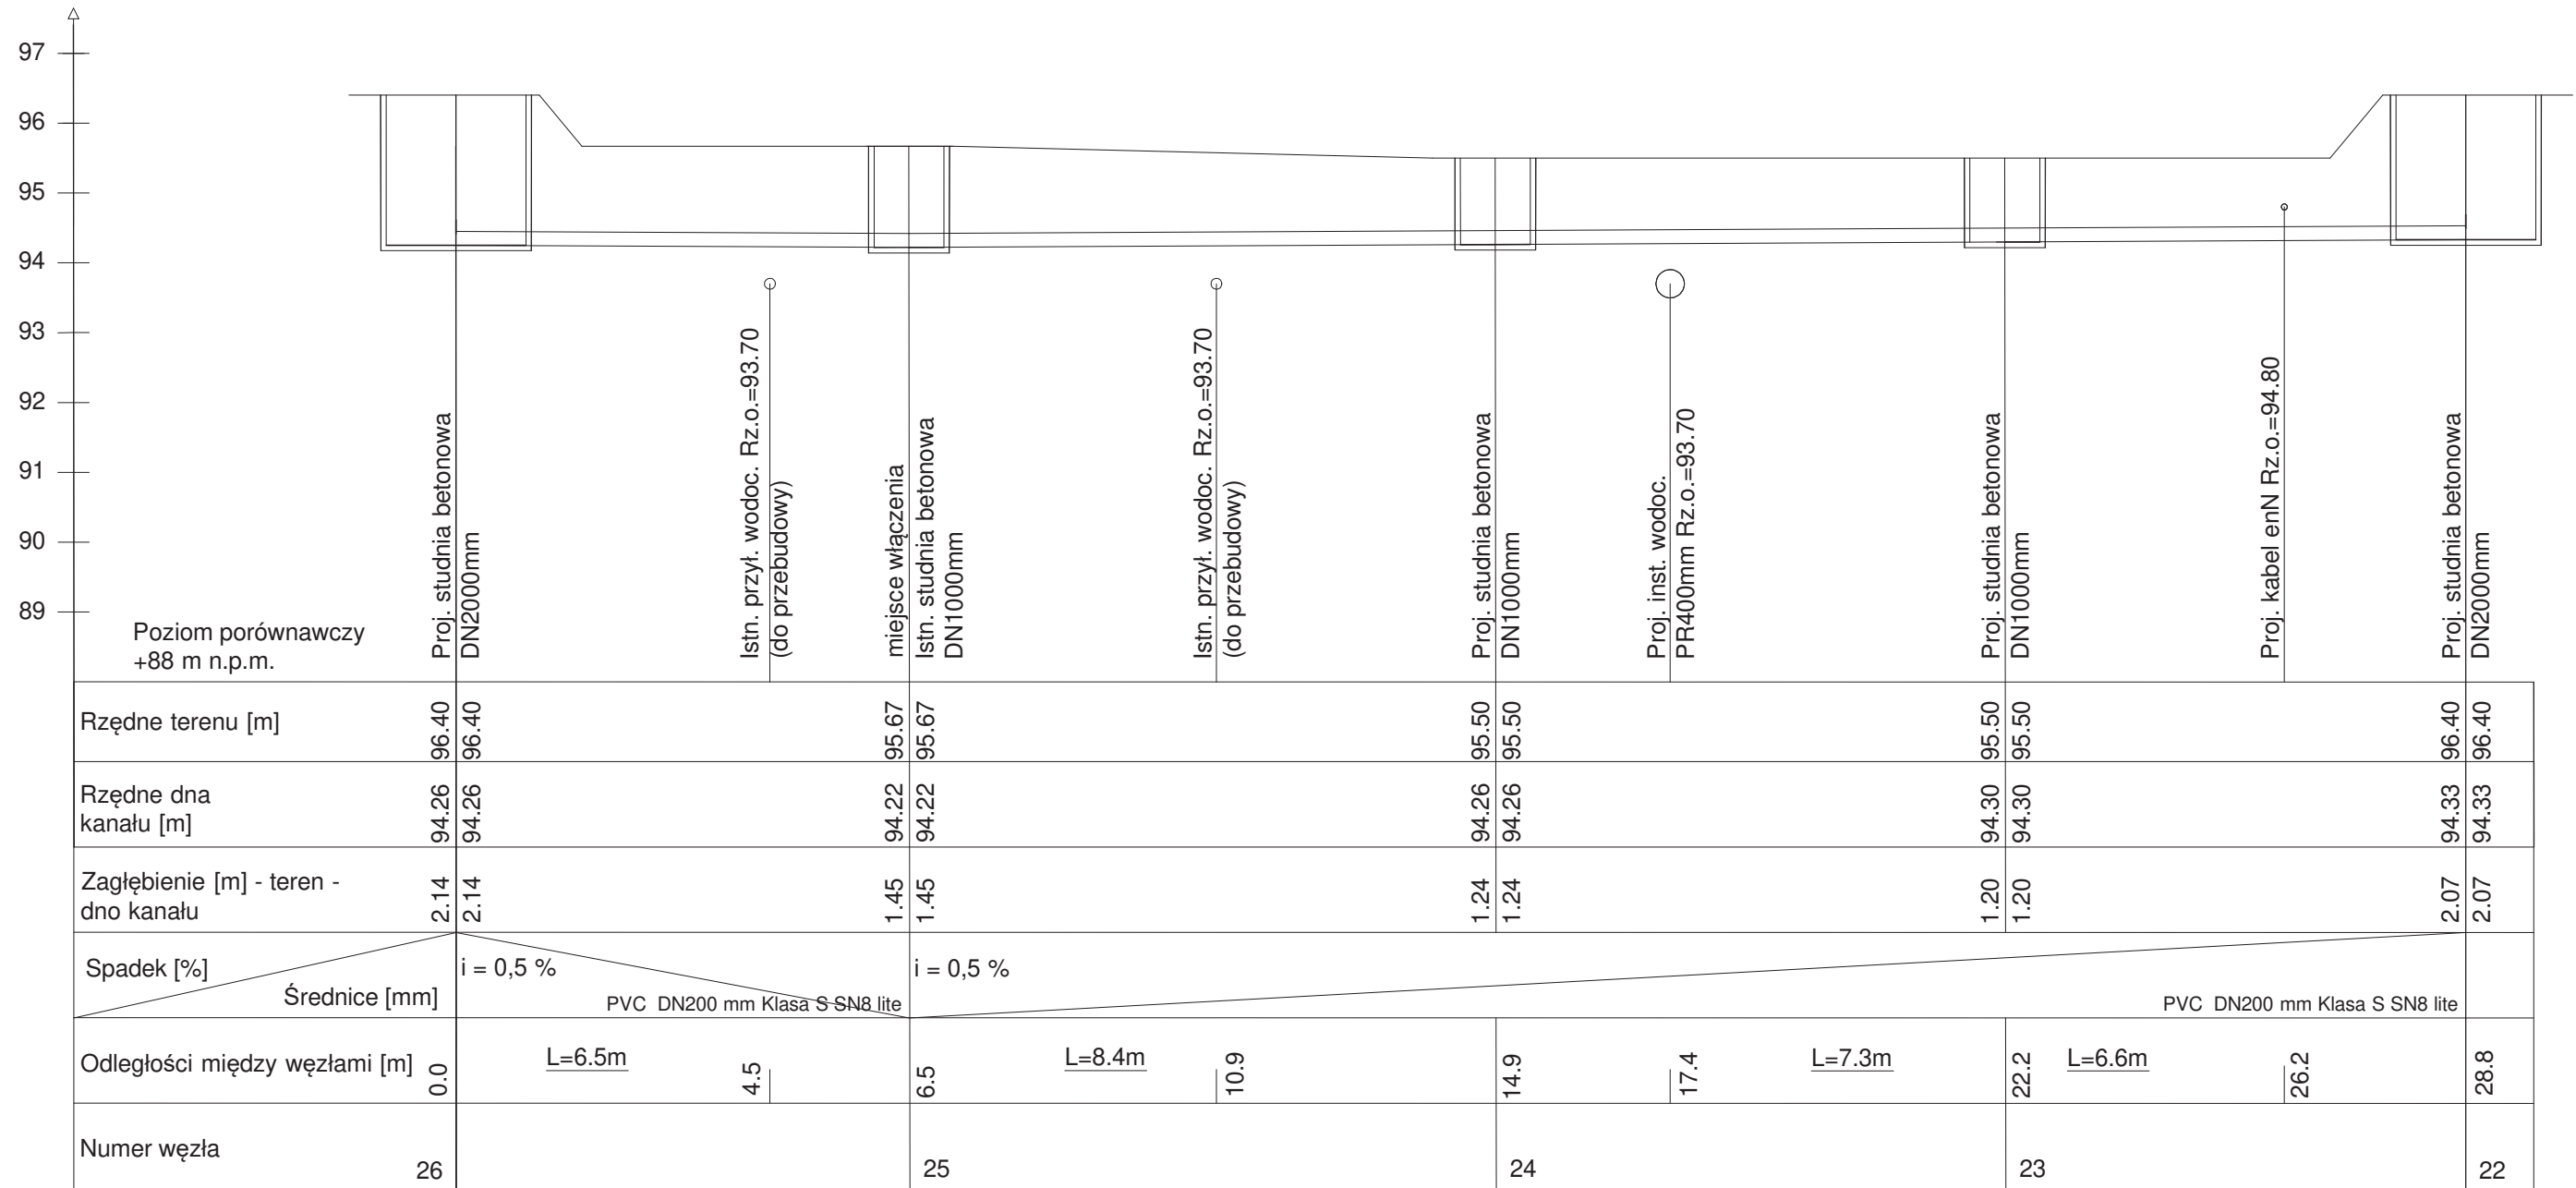 97
96
95
94
93
92
91
90
89
Poziom porównawczy
+88 m n.p.m.
Proj. studnia betonowa
DN2000mm
Istn. przył. wodoc. Rz.o.=93.70
(do przebudowy)
miejsce włączenia
Istn. studnia betonowa
DN1000mm
Istn. przył. wodoc. Rz.o.=93.70
(do przebudowy)
Proj. studnia betonowa
DN1000mm
Proj. inst. wodoc.
PR400mm Rz.o.=93.70
Proj. studnia betonowa
DN1000mm
Proj. kabel enN Rz.o.=94.80
Proj. studnia betonowa
DN2000mm
Rzędne terenu [m]
96.40 96.40 95.67 95.67 95.50 95.50 95.50 95.50 96.40 96.40
Rzędne dna
kanału [m]
94.26 94.26 94.22 94.22 94.26 94.26 94.30 94.30 94.33 94.33
Zagłębienie [m] - teren -
dno kanału
2.14 2.14 1.45 1.45 1.24 1.24 1.20 1.20 2.07 2.07
Spadek [%]
Średnice [mm]
i = 0,5 %
PVC DN200 mm Klasa S SN8 lite
i = 0,5 %
PVC DN200 mm Klasa S SN8 lite
Odległości między węzłami [m]
0.0 L=6.5m 4.5 6.5 L=8.4m 10.9 14.9 17.4 L=7.3m 22.2 L=6.6m 26.2 28.8
Numer węzła
26 25 24 23 22